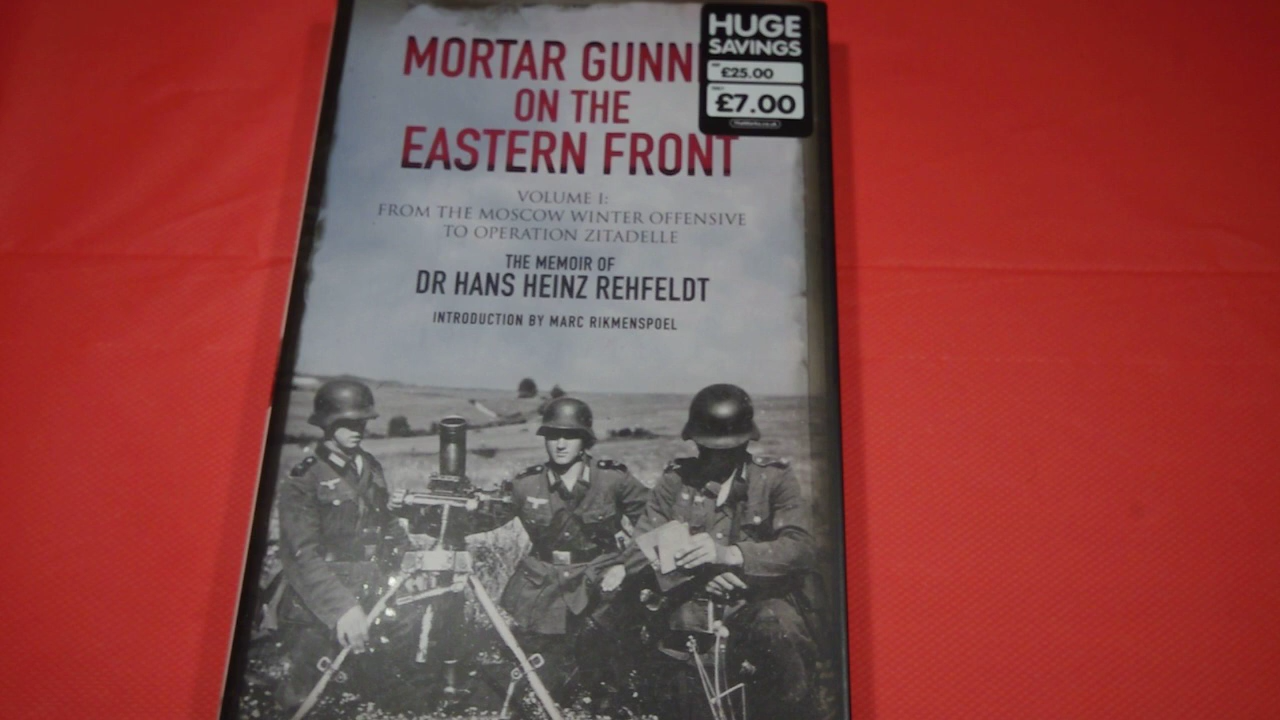 MORTAR GUNN
ON THE
EASTERN FRONT
HUGE
SAVINGS
£25.00
£7.00
VOLUME I:
FROM THE MOSCOW WINTER OFFENSIVE
TO OPERATION ZITADELLE
THE MEMOIR OF
DR HANS HEINZ REHFELDT
INTRODUCTION BY MARC RIKMENSPOEL